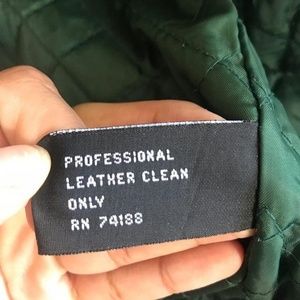 PROFESSIONAL
LEATHER CLEAN
ONLY
RN 74188